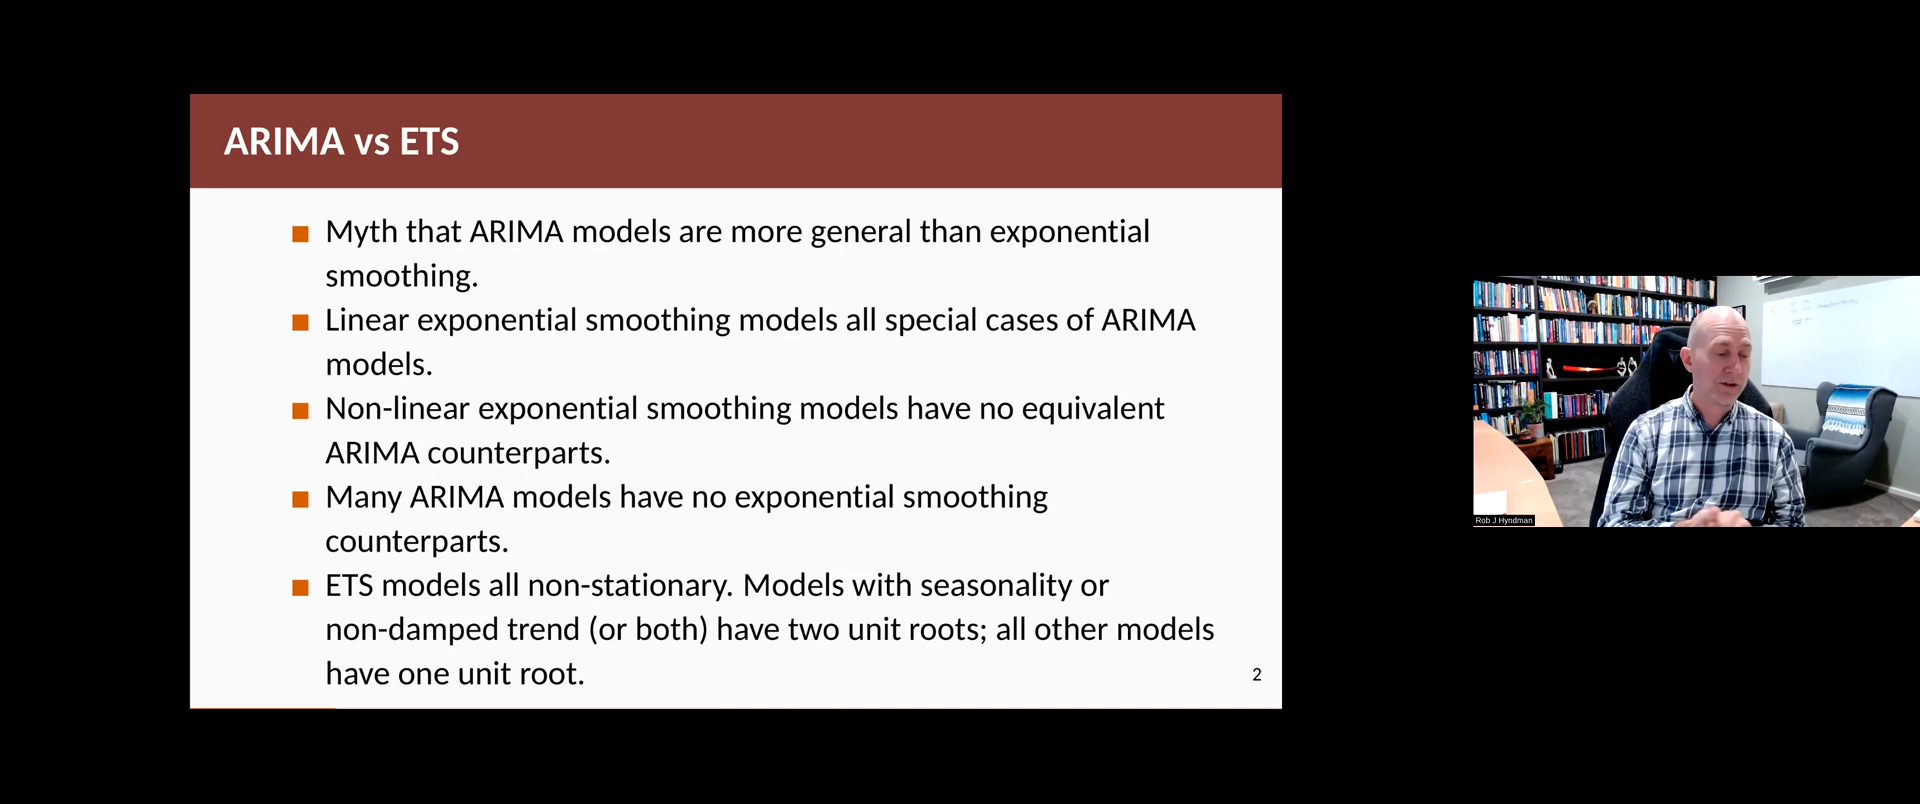 ARIMA vs ETS
Myth that ARIMA models are more general than exponential
smoothing.
Linear exponential smoothing models all special cases of ARIMA
models.
Non-linear exponential smoothing models have no equivalent
ARIMA counterparts.
Many ARIMA models have no exponential smoothing
counterparts.
ETS models all non-stationary. Models with seasonality or
non-damped trend (or both) have two unit roots; all other models
have one unit root.
2
Rob J Hyndman